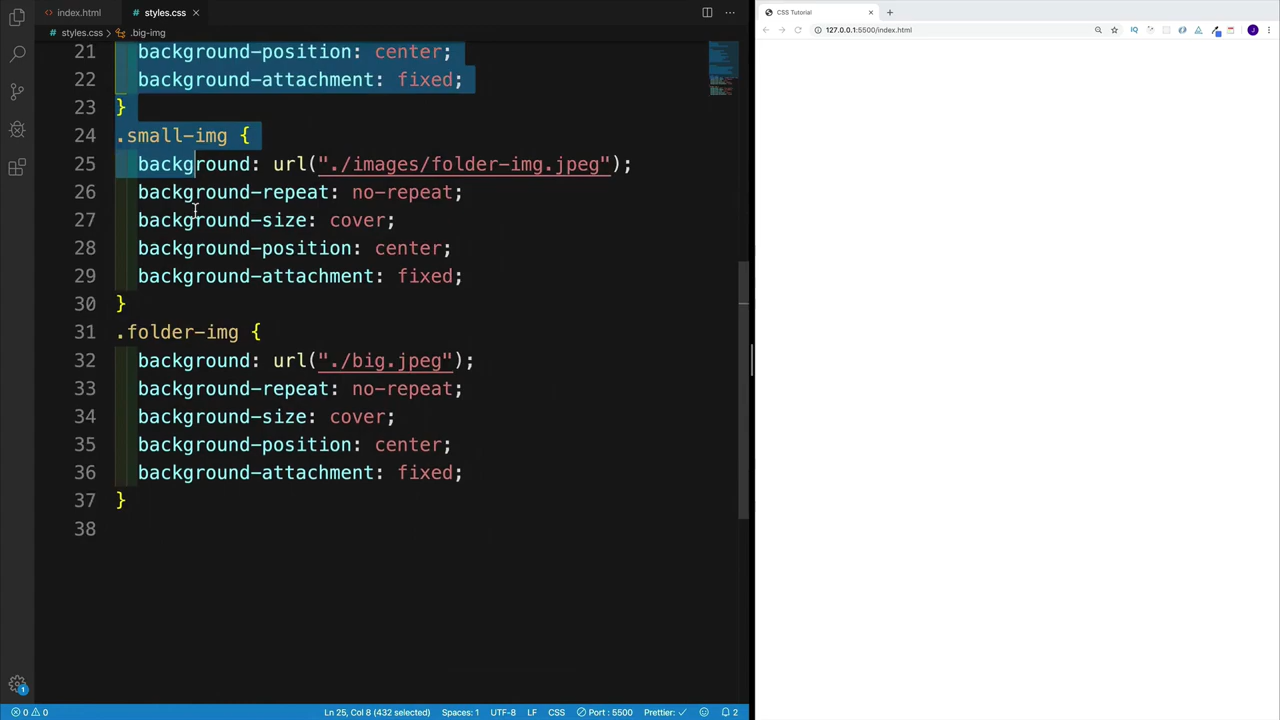 index.html
styles.css
CSS Tutorial
styles.css
.big-img
127.0.0.1:5500/index.html
21 background-position: center;
22 background-attachment: fixed;
23 }
24 .small-img {
25 background: url("./images/folder-img.jpeg");
26 background-repeat: no-repeat;
27 background-size: cover;
28 background-position: center;
29 background-attachment: fixed;
30 }
31 .folder-img {
32 background: url("./big.jpeg");
33 background-repeat: no-repeat;
34 background-size: cover;
35 background-position: center;
36 background-attachment: fixed;
37 }
38
0 0 Ln 25, Col 8 (432 selected) Spaces: 1 UTF-8 LF CSS Port : 5500 Prettier: ✓ 2